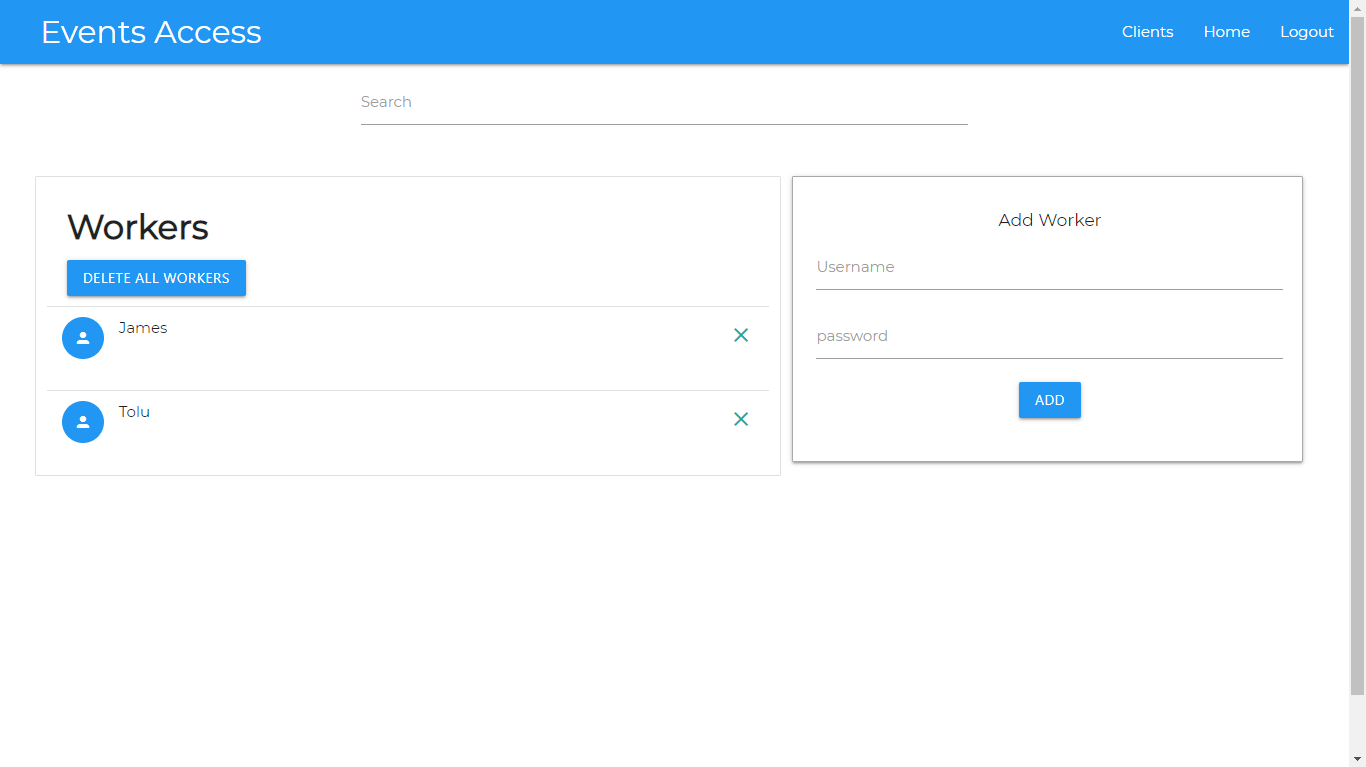 Events Access
Clients Home Logout
Search
Workers
DELETE ALL WORKERS
James
Tolu
Add Worker
Username
password
ADD